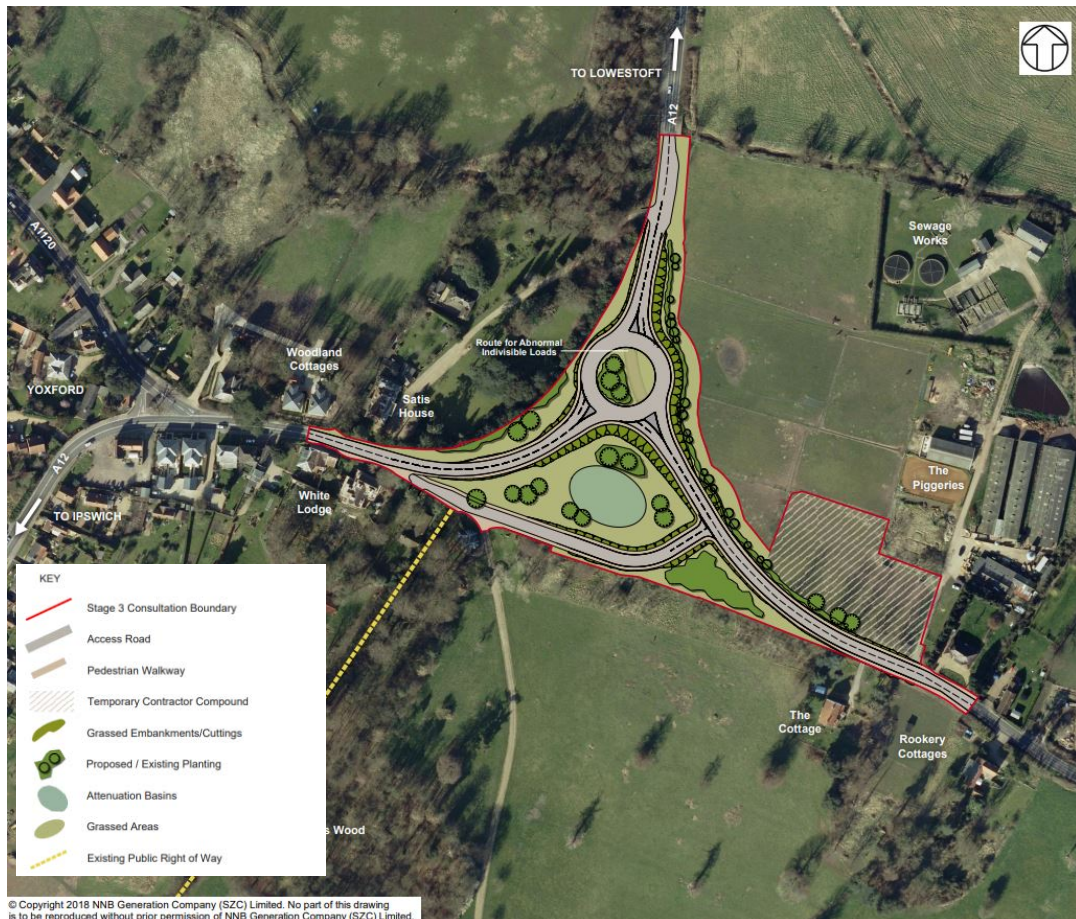 TO LOWESTOFT
A12
A1120
Sewage
Works
Route for Abnormal
Indivisible Loads
Woodland
Cottages
YOXFORD
Satis
House
A12
TO IPSWICH
White
Lodge
The
Piggeries
The
Cottage
Rookery
Cottages
KEY
Stage 3 Consultation Boundary
Access Road
Pedestrian Walkway
Temporary Contractor Compound
Grassed Embankments/Cuttings
Proposed / Existing Planting
Attenuation Basins
Grassed Areas
Existing Public Right of Way
Wood
© Copyright 2018 NNB Generation Company (SZC) Limited. No part of this drawing
is to be reproduced without prior permission of NNB Generation Company (SZC) Limited.